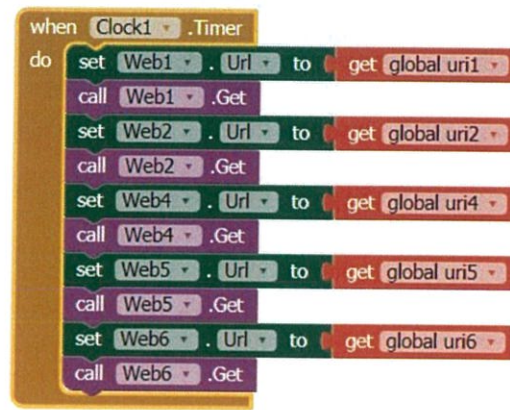 when Clock1 .Timer
do set Web1 . Url to get global uri1
call Web1 .Get
set Web2 . Url to get global uri2
call Web2 .Get
set Web4 . Url to get global uri4
call Web4 .Get
set Web5 . Url to get global uri5
call Web5 .Get
set Web6 . Url to get global uri6
call Web6 .Get